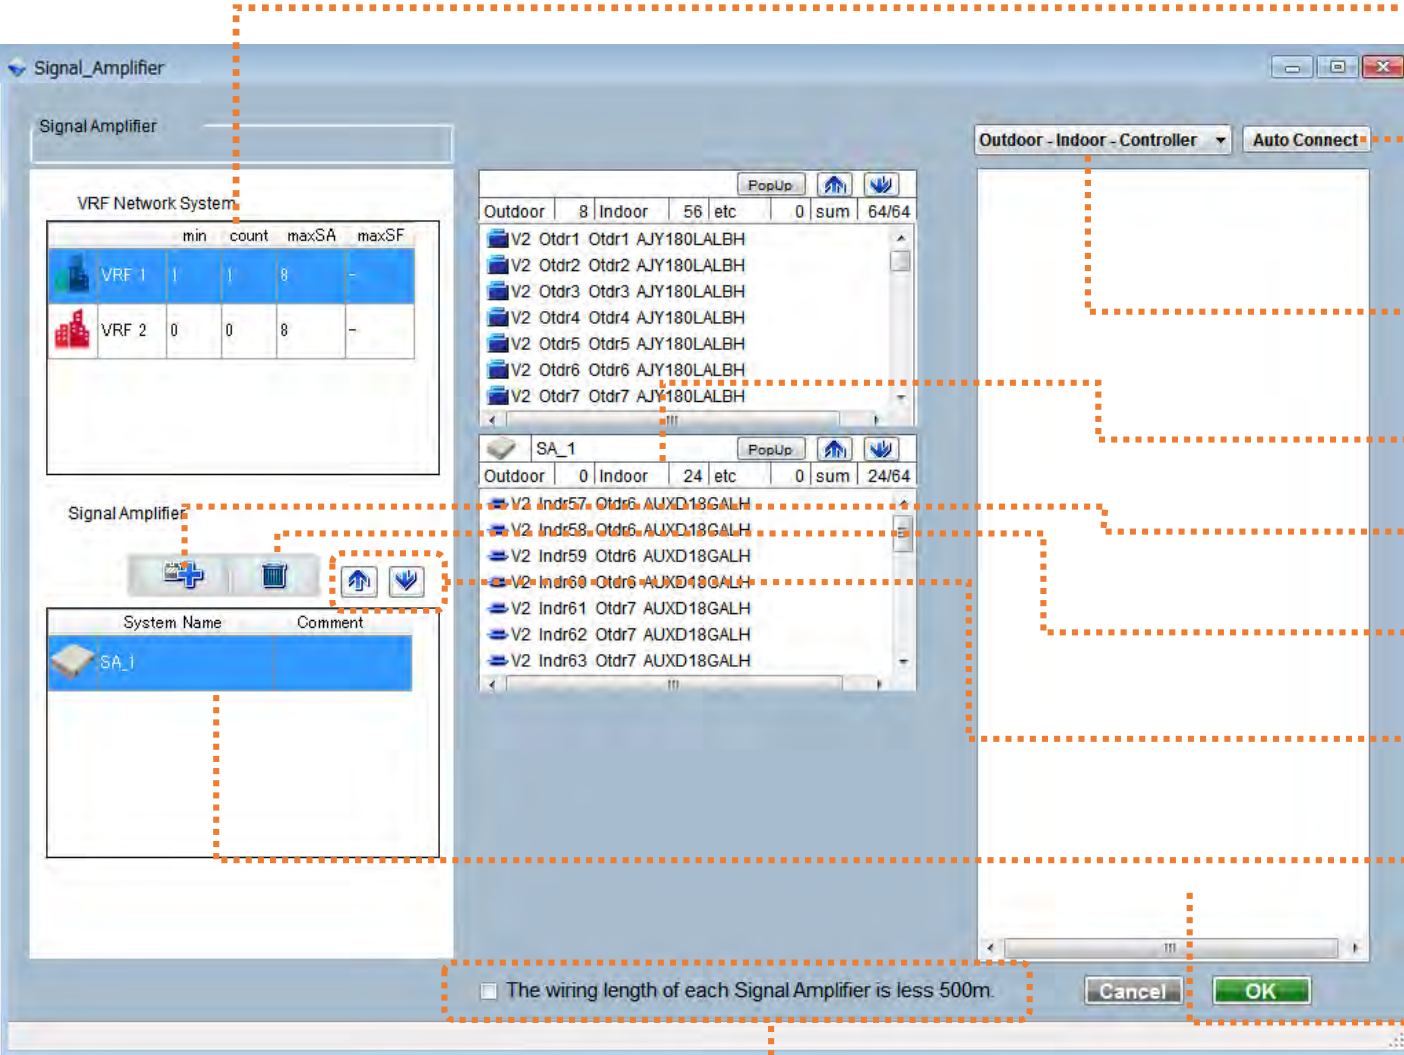 Signal_Amplifier
Signal Amplifier
Outdoor - Indoor - Controller
Auto Connect
VRF Network System
min count maxSA maxSF
VRF 1 1 1 8 -
VRF 2 0 0 8 -
PopUp
Outdoor 8 Indoor 56 etc 0 sum 64/64
V2 Otdr1 Otdr1 AJY180LALBH
V2 Otdr2 Otdr2 AJY180LALBH
V2 Otdr3 Otdr3 AJY180LALBH
V2 Otdr4 Otdr4 AJY180LALBH
V2 Otdr5 Otdr5 AJY180LALBH
V2 Otdr6 Otdr6 AJY180LALBH
V2 Otdr7 Otdr7 AJY180LALBH
SA_1 PopUp
Outdoor 0 Indoor 24 etc 0 sum 24/64
V2 Indr57 Otdr6 AUXD18GALH
V2 Indr58 Otdr6 AUXD18GALH
V2 Indr59 Otdr6 AUXD18GALH
V2 Indr60 Otdr6 AUXD18GALH
V2 Indr61 Otdr7 AUXD18GALH
V2 Indr62 Otdr7 AUXD18GALH
V2 Indr63 Otdr7 AUXD18GALH
Signal Amplifier
System Name Comment
SA_1
The wiring length of each Signal Amplifier is less 500m.
Cancel
OK